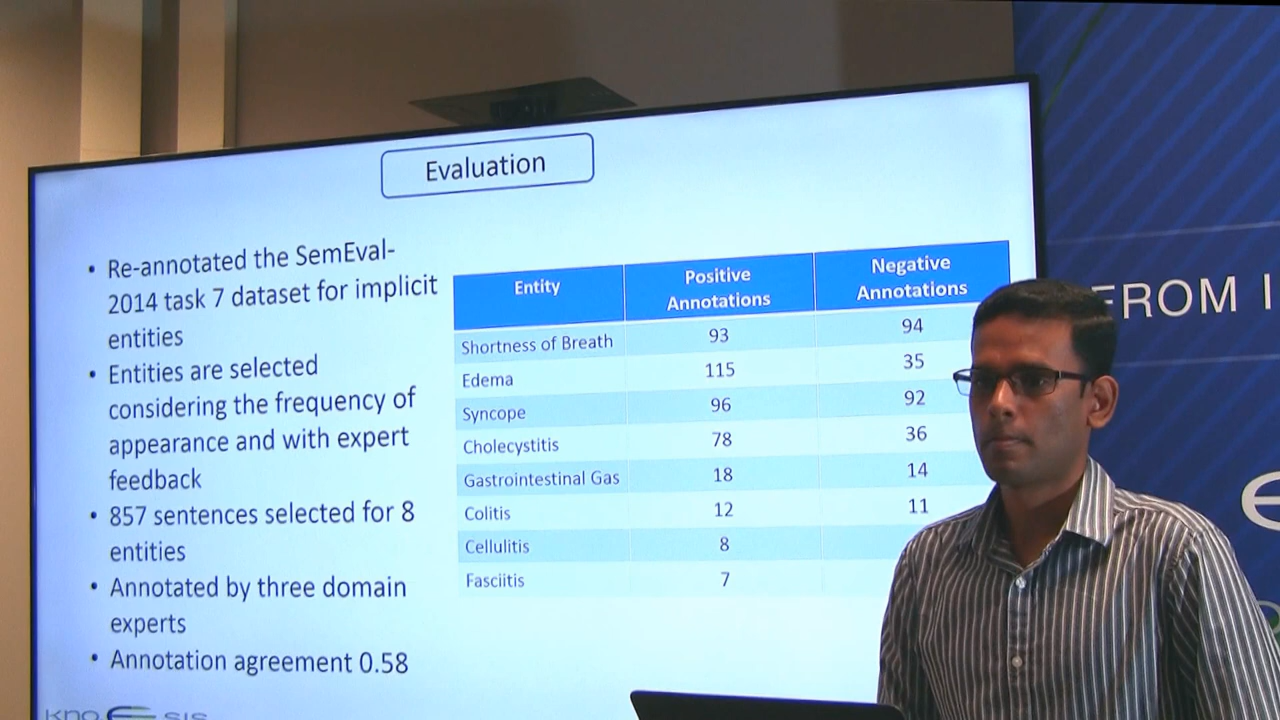 Evaluation
• Re-annotated the SemEval-
2014 task 7 dataset for implicit
entities
• Entities are selected
considering the frequency of
appearance and with expert
feedback
• 857 sentences selected for 8
entities
• Annotated by three domain
experts
• Annotation agreement 0.58
Entity Positive Annotations Negative Annotations
Shortness of Breath 93 94
Edema 115 35
Syncope 96 92
Cholecystitis 78 36
Gastrointestinal Gas 18 14
Colitis 12 11
Cellulitis 8
Fasciitis 7
FROM I